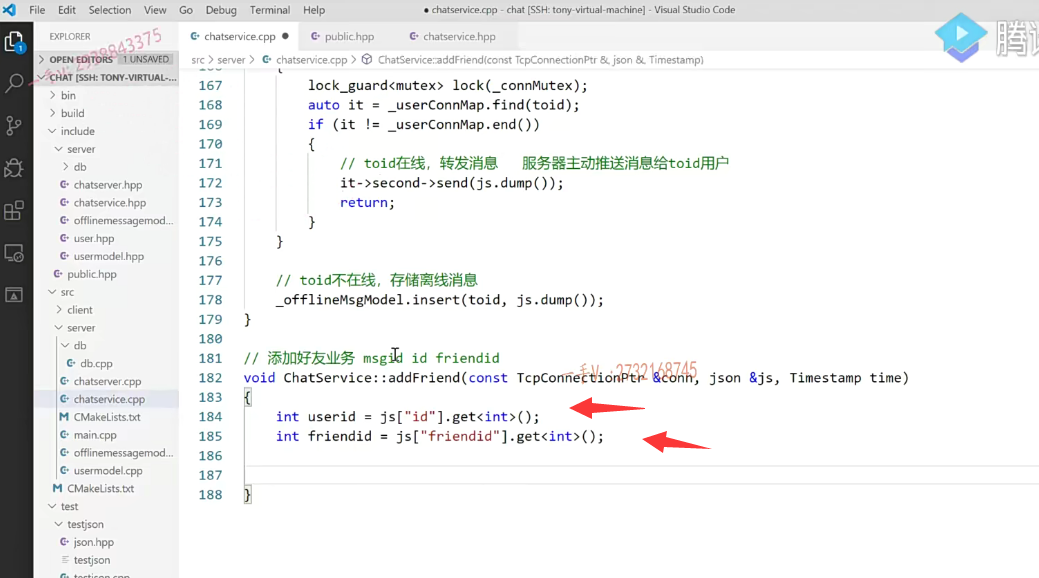 File Edit Selection View Go Debug Terminal Help
● chatservice.cpp - chat [SSH: tony-virtual-machine] - Visual Studio Code
EXPLORER
chatservice.cpp ●
public.hpp
chatservice.hpp
腾
OPEN EDITORS 1 UNSAVED
src > server > chatservice.cpp > ChatService::addFriend(const TcpConnectionPtr &, json &, Timestamp)
CHAT [SSH: TONY-VIRTUAL-...
1
bin
build
include
server
db
chatserver.hpp
chatservice.hpp
offlinemessagemod...
user.hpp
usermodel.hpp
public.hpp
src
client
server
db
db.cpp
chatserver.cpp
chatservice.cpp
CMakeLists.txt
main.cpp
offlinemessagemod...
usermodel.cpp
CMakeLists.txt
test
testjson
json.hpp
testjson
testjson.cpp
166 {
167 lock_guard<mutex> lock(_connMutex);
168 auto it = _userConnMap.find(toid);
169 if (it != _userConnMap.end())
170 {
171 // toid在线，转发消息 服务器主动推送消息给toid用户
172 it->second->send(js.dump());
173 return;
174 }
175 }
176
177 // toid不在线，存储离线消息
178 _offlineMsgModel.insert(toid, js.dump());
179 }
180
181 // 添加好友业务 msgid id friendid
182 void ChatService::addFriend(const TcpConnectionPtr &conn, json &js, Timestamp time)
183 {
184 int userid = js["id"].get<int>();
185 int friendid = js["friendid"].get<int>();
186
187
188 }
一手V：2732168745